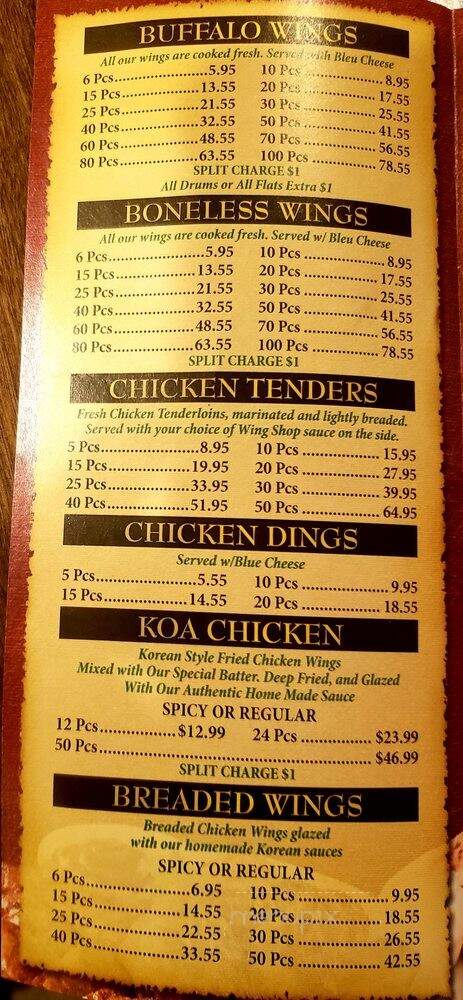 BUFFALO WINGS
All our wings are cooked fresh. Served with Bleu Cheese
6 Pcs..................5.95 10 Pcs .................. 8.95
15 Pcs..................13.55 20 Pcs .................. 17.55
25 Pcs..................21.55 30 Pcs .................. 25.55
40 Pcs..................32.55 50 Pcs .................. 41.55
60 Pcs..................48.55 70 Pcs .................. 56.55
80 Pcs..................63.55 100 Pcs .................. 78.55
SPLIT CHARGE $1
All Drums or All Flats Extra $1
BONELESS WINGS
All our wings are cooked fresh. Served w/ Bleu Cheese
6 Pcs..................5.95 10 Pcs .................. 8.95
15 Pcs..................13.55 20 Pcs .................. 17.55
25 Pcs..................21.55 30 Pcs .................. 25.55
40 Pcs..................32.55 50 Pcs .................. 41.55
60 Pcs..................48.55 70 Pcs .................. 56.55
80 Pcs..................63.55 100 Pcs .................. 78.55
SPLIT CHARGE $1
CHICKEN TENDERS
Fresh Chicken Tenderloins, marinated and lightly breaded.
Served with your choice of Wing Shop sauce on the side.
5 Pcs..................8.95 10 Pcs .................. 15.95
15 Pcs..................19.95 20 Pcs .................. 27.95
25 Pcs..................33.95 30 Pcs .................. 39.95
40 Pcs..................51.95 50 Pcs .................. 64.95
CHICKEN DINGS
Served w/Blue Cheese
5 Pcs..................5.55 10 Pcs .................. 9.95
15 Pcs..................14.55 20 Pcs .................. 18.55
KOA CHICKEN
Korean Style Fried Chicken Wings
Mixed with Our Special Batter. Deep Fried, and Glazed
With Our Authentic Home Made Sauce
SPICY OR REGULAR
12 Pcs..................$12.99 24 Pcs .................. $23.99
50 Pcs.................................................. $46.99
SPLIT CHARGE $1
BREADED WINGS
Breaded Chicken Wings glazed
with our homemade Korean sauces
SPICY OR REGULAR
6 Pcs..................6.95 10 Pcs .................. 9.95
15 Pcs..................14.55 20 Pcs .................. 18.55
25 Pcs..................22.55 30 Pcs .................. 26.55
40 Pcs..................33.55 50 Pcs .................. 42.55